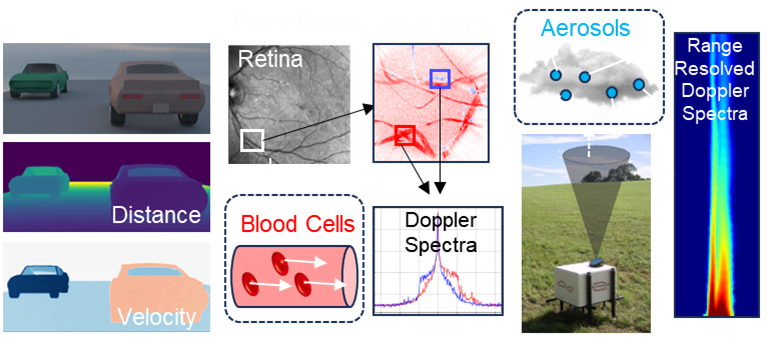 Distance
Velocity
Retina
Blood Cells
Doppler
Spectra
Aerosols
Range
Resolved
Doppler
Spectra